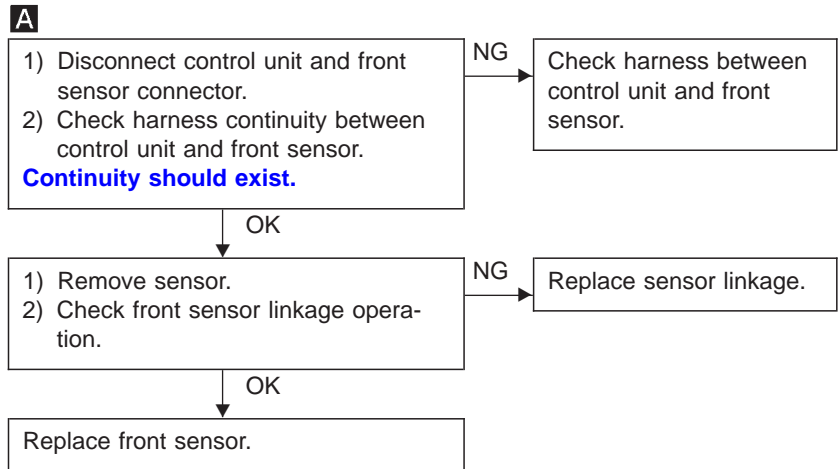 A
1) Disconnect control unit and front
sensor connector.
2) Check harness continuity between
control unit and front sensor.
Continuity should exist.
NG
Check harness between
control unit and front
sensor.
OK
1) Remove sensor.
2) Check front sensor linkage opera-
tion.
NG
Replace sensor linkage.
OK
Replace front sensor.